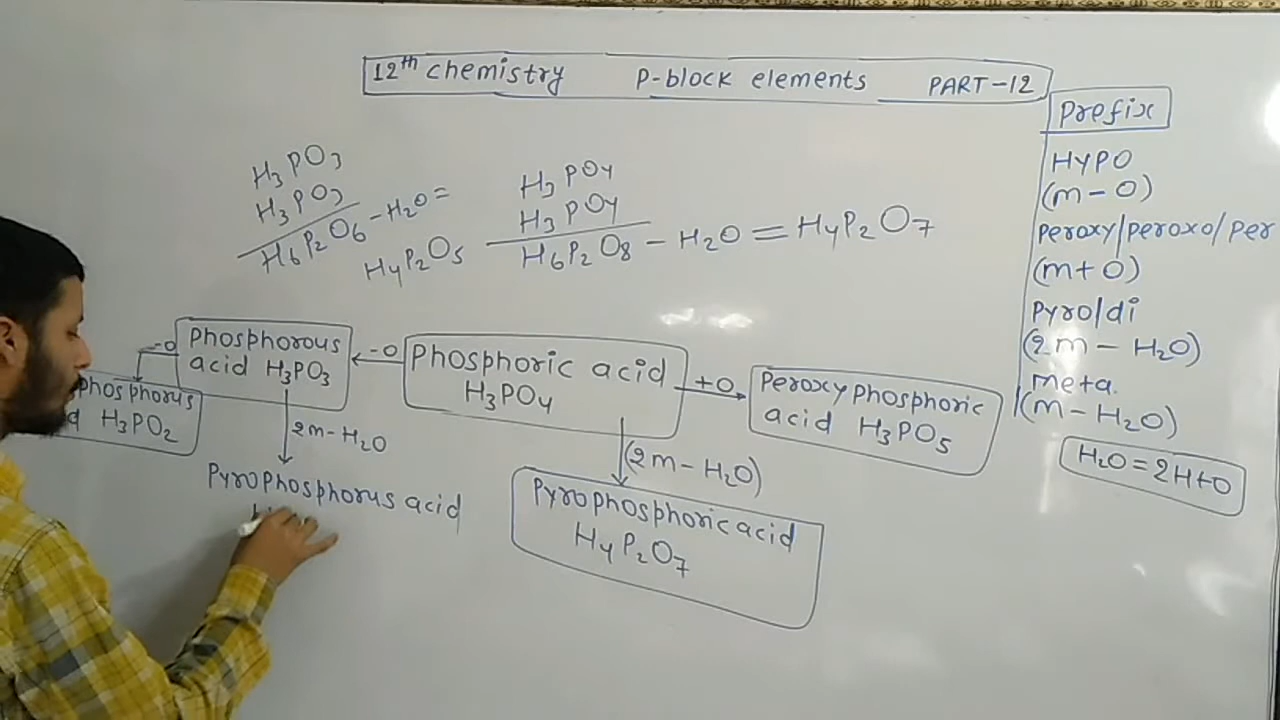 12th chemistry P-block elements PART-12
Prefix
HYPO
(m-O)
Peroxy/peroxo/per
(m+O)
Pyro/di
(2m-H2O)
meta.
(m-H2O)
H2O=2H+O
H3PO3
H3PO3
H6P2O6-H2O=
H4P2O5
H3PO4
H3PO4
H6P2O8-H2O=H4P2O7
Phosphorous
acid H3PO3
-O
phosphorus
H3PO2
-O
Phosphoric acid
H3PO4
+O
Peroxyphosphoric
acid H3PO5
2m-H2O
Pyrophosphorus acid
(2m-H2O)
Pyrophosphoric acid
H4P2O7